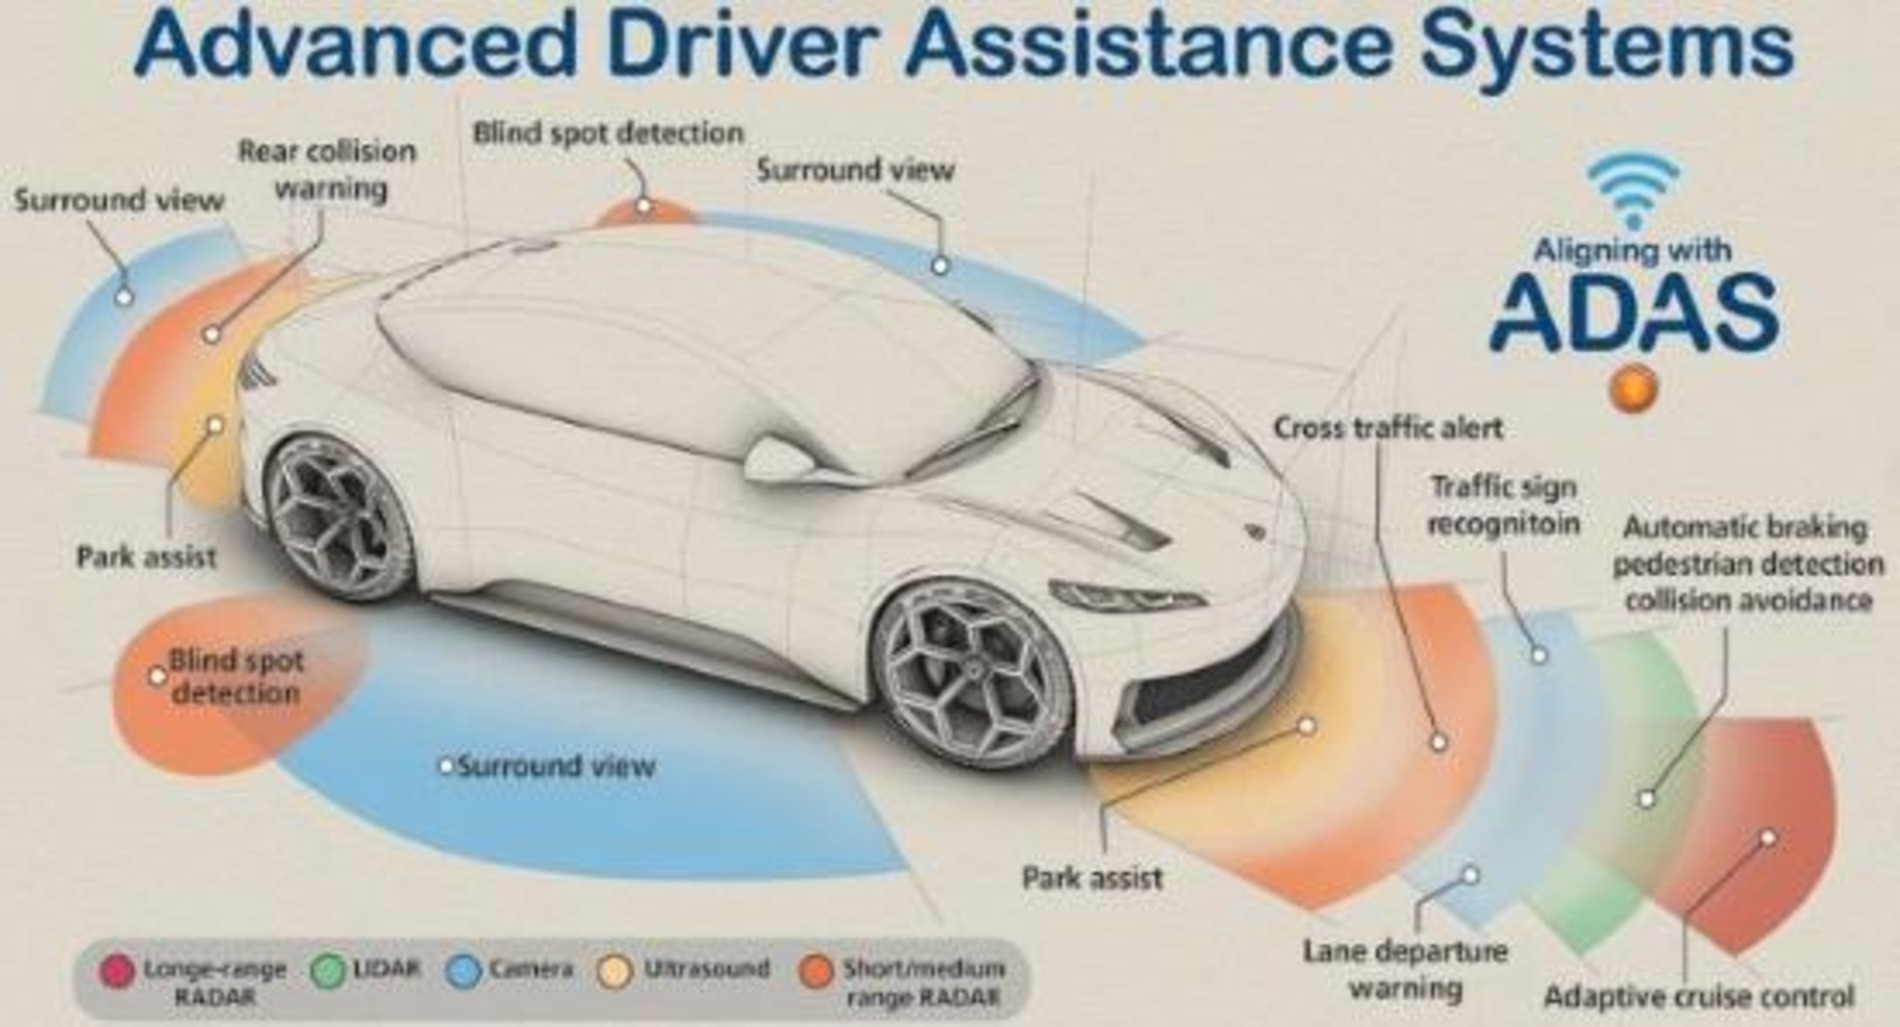 Advanced Driver Assistance Systems
Blind spot detection
Rear collision
warning
Surround view
Surround view
Aligning with
ADAS
Cross traffic alert
Traffic sign
recognitoin
Automatic braking
pedestrian detection
collision avoidance
Park assist
Blind spot
detection
Surround view
Park assist
Lane departure
warning
Adaptive cruise control
Longe-range
RADAR
LIDAR
Camera
Ultrasound
Short/medium
range RADAR